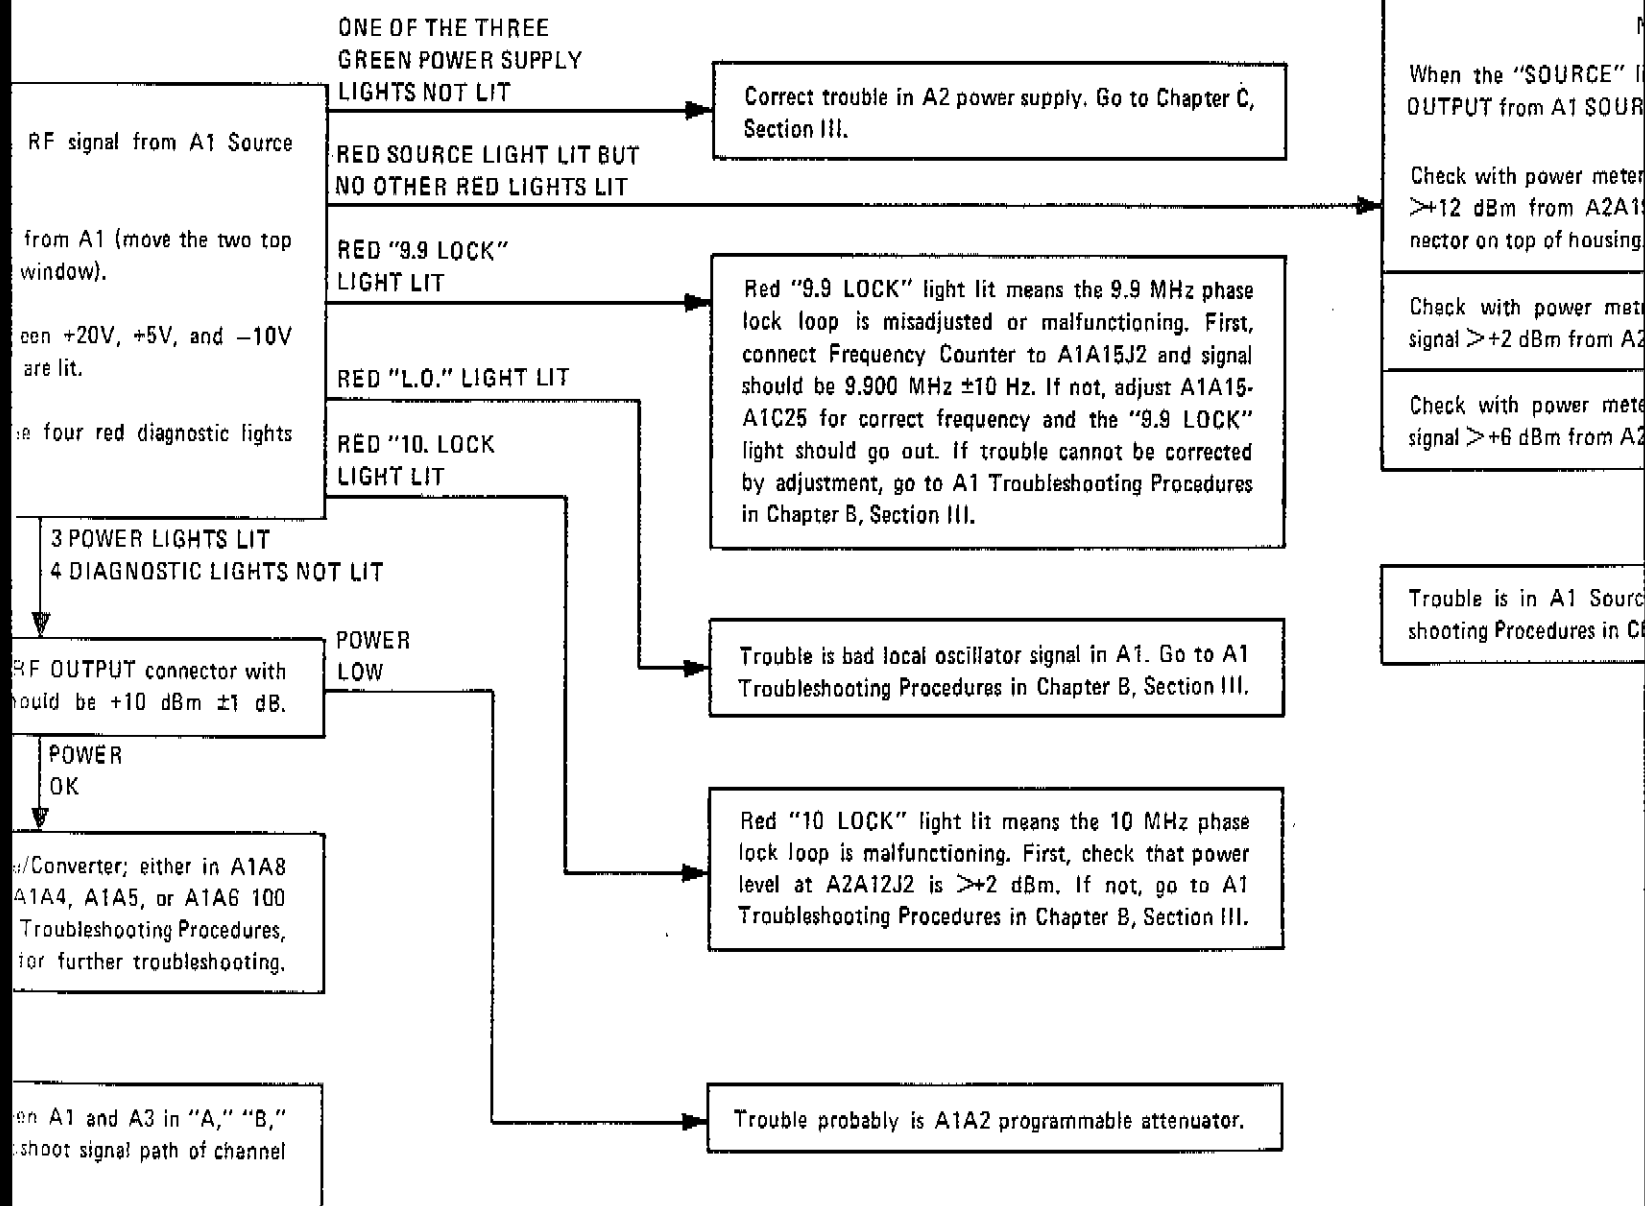 ONE OF THE THREE
GREEN POWER SUPPLY
LIGHTS NOT LIT
RF signal from A1 Source
from A1 (move the two top
window).
+20V, +5V, and –10V
are lit.
four red diagnostic lights
Correct trouble in A2 power supply. Go to Chapter C,
Section III.
RED SOURCE LIGHT LIT BUT
NO OTHER RED LIGHTS LIT
RED "9.9 LOCK"
LIGHT LIT
Red "9.9 LOCK" light lit means the 9.9 MHz phase
lock loop is misadjusted or malfunctioning. First,
connect Frequency Counter to A1A15J2 and signal
should be 9.900 MHz ±10 Hz. If not, adjust A1A15-
A1C25 for correct frequency and the "9.9 LOCK"
light should go out. If trouble cannot be corrected
by adjustment, go to A1 Troubleshooting Procedures
in Chapter B, Section III.
RED "L.O." LIGHT LIT
RED "10. LOCK
LIGHT LIT
3 POWER LIGHTS LIT
4 DIAGNOSTIC LIGHTS NOT LIT
RF OUTPUT connector with
be +10 dBm ±1 dB.
POWER
LOW
Trouble is bad local oscillator signal in A1. Go to A1
Troubleshooting Procedures in Chapter B, Section III.
POWER
OK
/Converter; either in A1A8
A1A4, A1A5, or A1A6 100
Troubleshooting Procedures,
for further troubleshooting.
Red "10 LOCK" light lit means the 10 MHz phase
lock loop is malfunctioning. First, check that power
level at A2A12J2 is >+2 dBm. If not, go to A1
Troubleshooting Procedures in Chapter B, Section III.
A1 and A3 in "A," "B,"
shoot signal path of channel
Trouble probably is A1A2 programmable attenuator.
When the "SOURCE"
OUTPUT from A1
Check with power meter
>+12 dBm from
nector on top of housing.
Check with power
signal >+2 dBm from
Check with power
signal >+6 dBm from
Trouble is in A1
shooting Procedures in